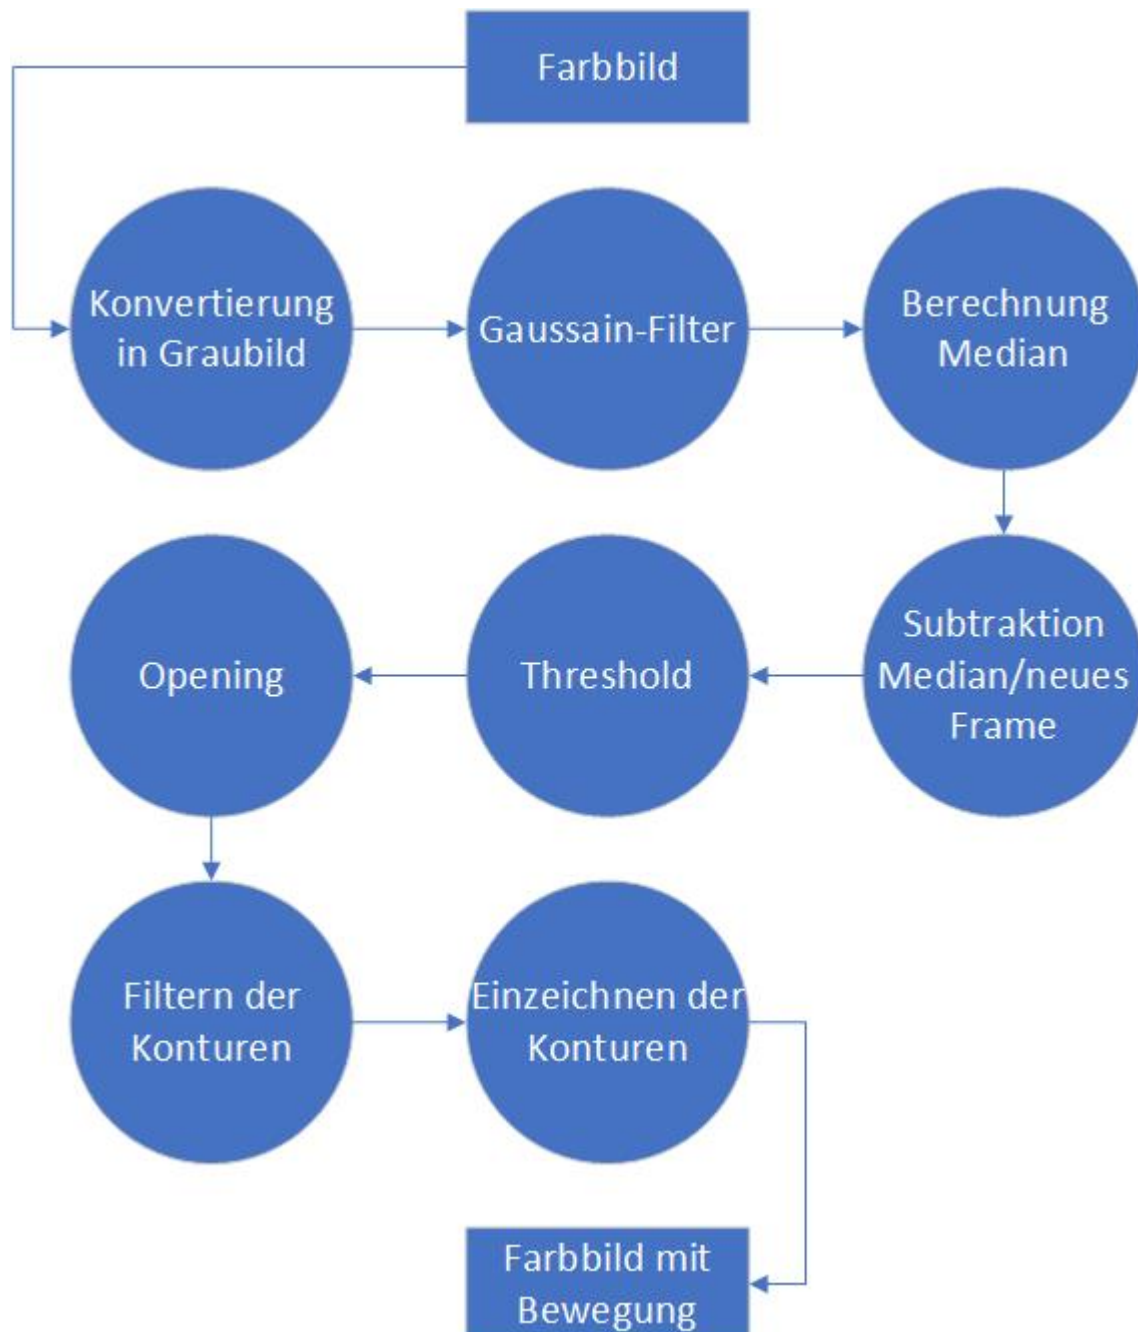 Farbbild
Konvertierung
in Graubild
Gaussain-Filter
Berechnung
Median
Subtraktion
Median/neues
Frame
Threshold
Opening
Filtern der
Konturen
Einzeichnen der
Konturen
Farbbild mit
Bewegung